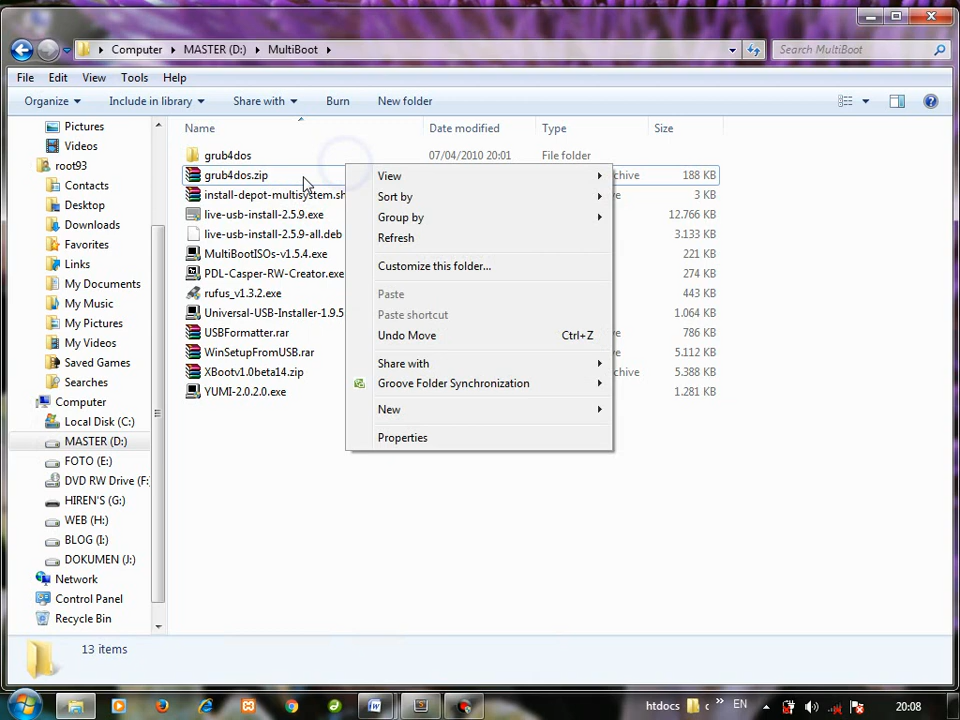 Computer MASTER (D:) MultiBoot
Search MultiBoot
File Edit View Tools Help
Organize Include in library Share with Burn New folder
Name Date modified Type Size
Pictures
Videos
root93
Contacts
Desktop
Downloads
Favorites
Links
My Documents
My Music
My Pictures
My Videos
Saved Games
Searches
Computer
Local Disk (C:)
MASTER (D:)
FOTO (E:)
DVD RW Drive (F:
HIREN'S (G:)
WEB (H:)
BLOG (I:)
DOKUMEN (J:)
Network
Control Panel
Recycle Bin
grub4dos 07/04/2010 20:01 File folder
grub4dos.zip chive 188 KB
install-depot-multisystem.sh 3 KB
live-usb-install-2.5.9.exe 12.766 KB
live-usb-install-2.5.9-all.deb 3.133 KB
MultiBootISOs-v1.5.4.exe 221 KB
PDL-Casper-RW-Creator.exe 274 KB
rufus_v1.3.2.exe 443 KB
Universal-USB-Installer-1.9.5 1.064 KB
USBFormatter.rar 786 KB
WinSetupFromUSB.rar 5.112 KB
XBootv1.0beta14.zip chive 5.388 KB
YUMI-2.0.2.0.exe 1.281 KB
View
Sort by
Group by
Refresh
Customize this folder...
Paste
Paste shortcut
Undo Move Ctrl+Z
Share with
Groove Folder Synchronization
New
Properties
13 items
htdocs
EN
20:08